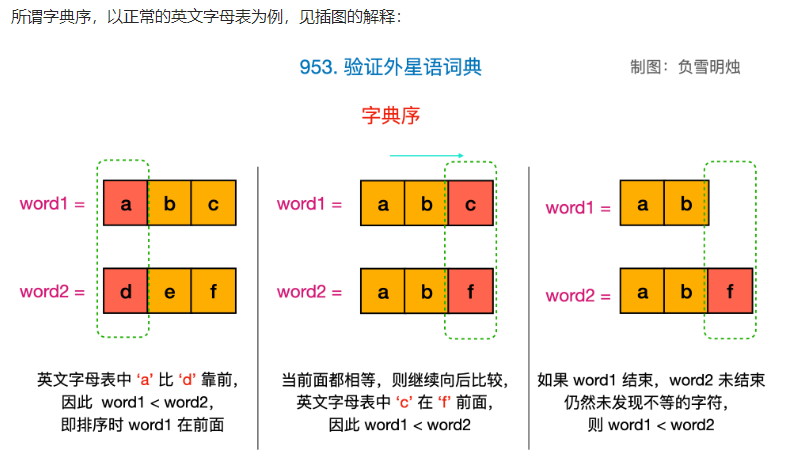 所谓字典序，以正常的英文字母表为例，见插图的解释：
953. 验证外星语词典
制图：负雪明烛
字典序
word1 =
a b c
word2 =
d e f
英文字母表中 ‘a’ 比 ‘d’ 靠前，
因此 word1 < word2，
即排序时 word1 在前面
word1 =
a b c
word2 =
a b f
当前面都相等，则继续向后比较，
英文字母表中 ‘c’ 在 ‘f’ 前面，
因此 word1 < word2
word1 =
a b
word2 =
a b f
如果 word1 结束，word2 未结束
仍然未发现不等的字符，
则 word1 < word2